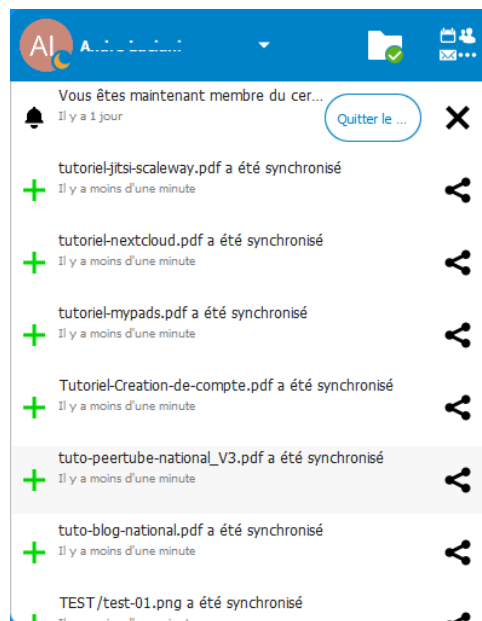 AL
Vous êtes maintenant membre du cer...
Il y a 1 jour
Quitter le ...
tutoriel-jitsi-scaleway.pdf a été synchronisé
Il y a moins d'une minute
tutoriel-nextcloud.pdf a été synchronisé
Il y a moins d'une minute
tutoriel-mypads.pdf a été synchronisé
Il y a moins d'une minute
Tutoriel-Creation-de-compte.pdf a été synchronisé
Il y a moins d'une minute
tuto-peertube-national_V3.pdf a été synchronisé
Il y a moins d'une minute
tuto-blog-national.pdf a été synchronisé
Il y a moins d'une minute
TEST/test-01.png a été synchronisé